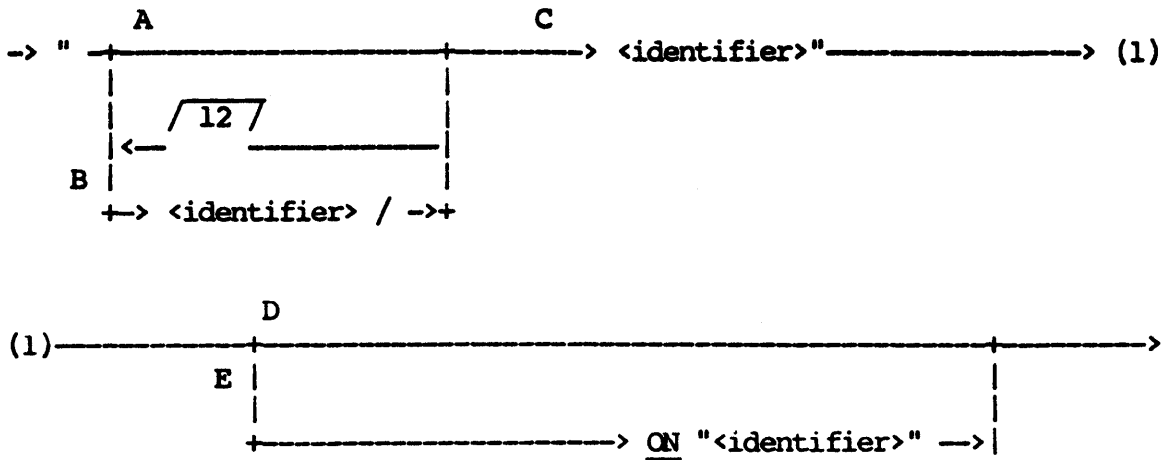 A C
-> " <identifier>" > (1)
12
<
B
-> <identifier> / ->
D
(1) >
E
> ON "<identifier>" ->